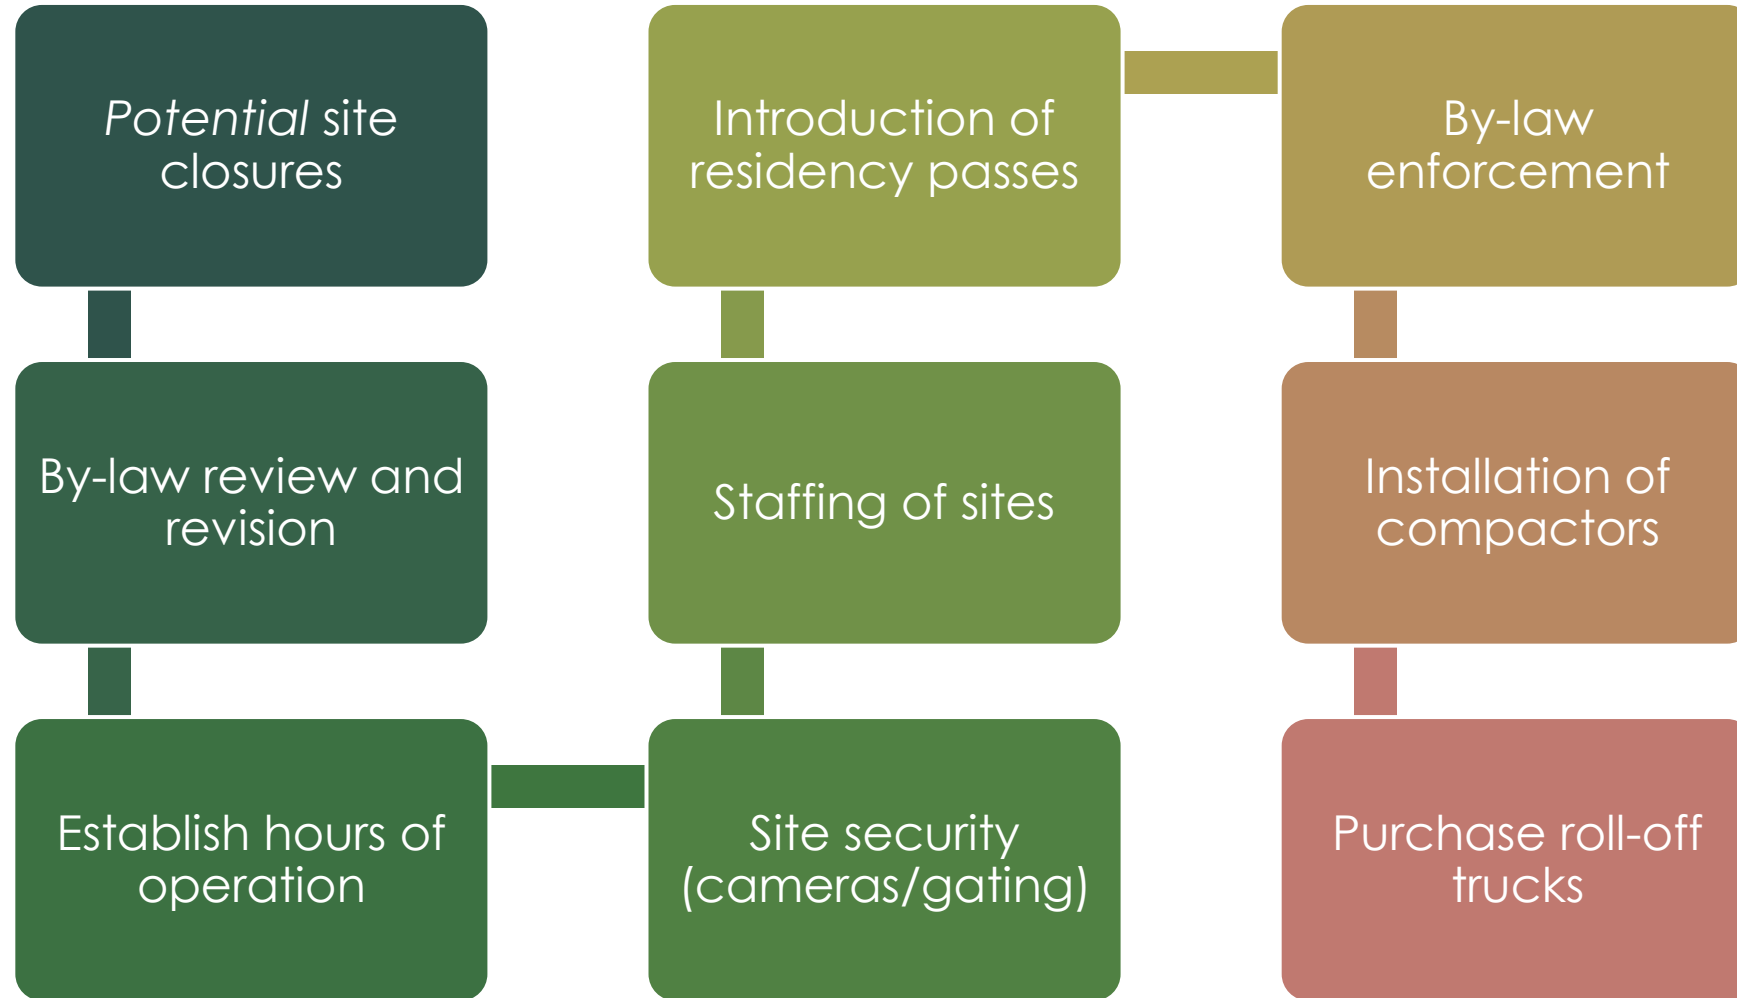 Potential site
closures
By-law review and
revision
Establish hours of
operation
Site security
(cameras/gating)
Staffing of sites
Introduction of
residency passes
By-law
enforcement
Installation of
compactors
Purchase roll-off
trucks